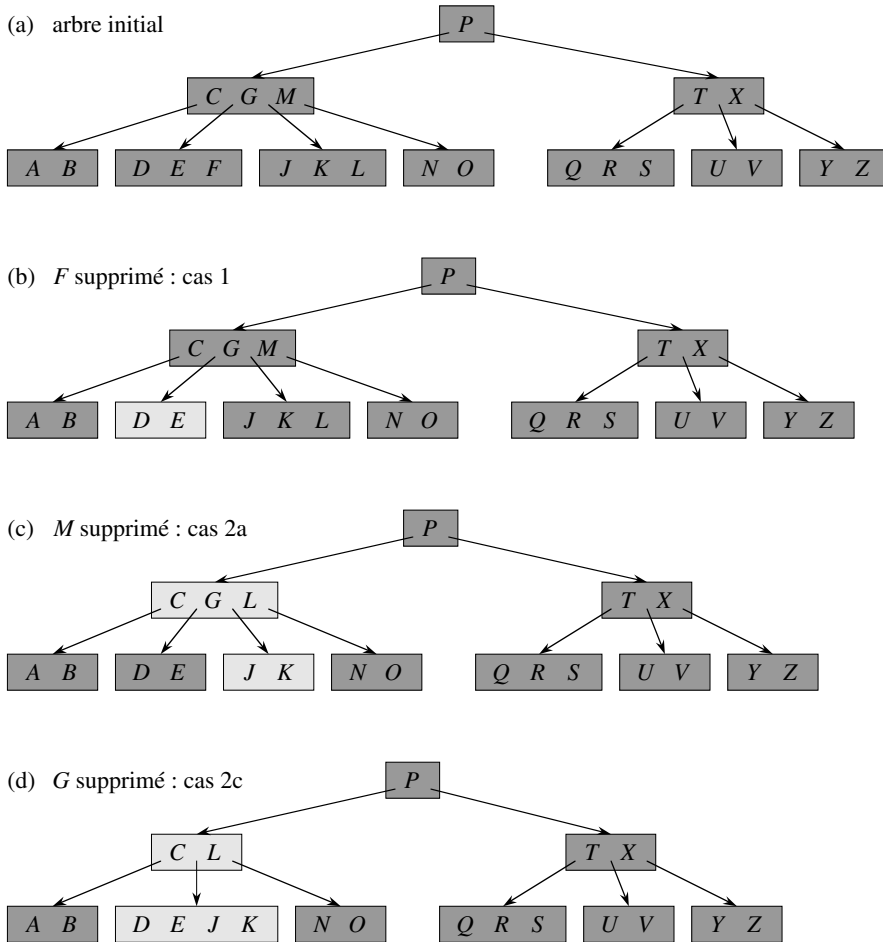 (a) arbre initial
P
C G M
T X
A B
D E F
J K L
N O
Q R S
U V
Y Z
(b) F supprimé : cas 1
P
C G M
T X
A B
D E
J K L
N O
Q R S
U V
Y Z
(c) M supprimé : cas 2a
P
C G L
T X
A B
D E
J K
N O
Q R S
U V
Y Z
(d) G supprimé : cas 2c
P
C L
T X
A B
D E J K
N O
Q R S
U V
Y Z